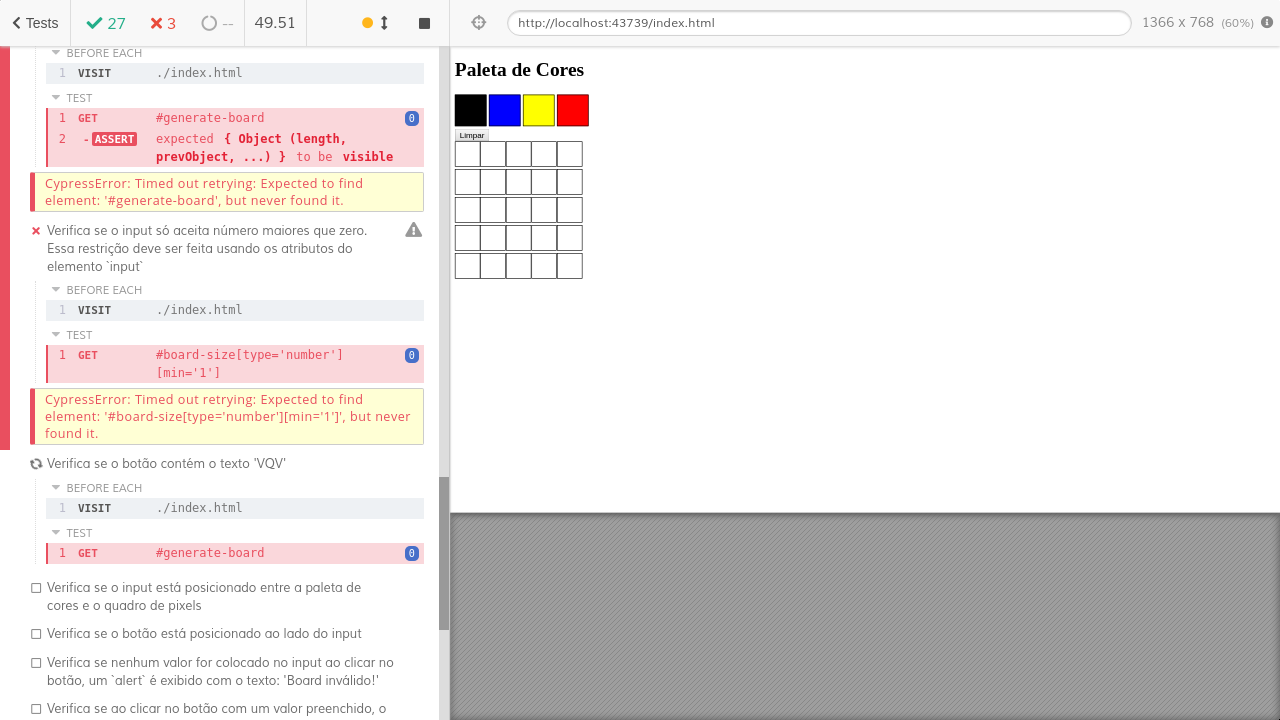 Tests
27
3
--
49.51
http://localhost:43739/index.html
1366 x 768 (60%)
BEFORE EACH
1 VISIT ./index.html
TEST
1 GET #generate-board 0
2 -ASSERT expected { Object (length,
prevObject, ...) } to be visible
CypressError: Timed out retrying: Expected to find
element: '#generate-board', but never found it.
Verifica se o input só aceita número maiores que zero.
Essa restrição deve ser feita usando os atributos do
elemento `input`
BEFORE EACH
1 VISIT ./index.html
TEST
1 GET #board-size[type='number'] 0
[min='1']
CypressError: Timed out retrying: Expected to find
element: '#board-size[type='number'][min='1']', but never
found it.
Verifica se o botão contém o texto 'VQV'
BEFORE EACH
1 VISIT ./index.html
TEST
1 GET #generate-board 0
Verifica se o input está posicionado entre a paleta de
cores e o quadro de pixels
Verifica se o botão está posicionado ao lado do input
Verifica se nenhum valor for colocado no input ao clicar no
botão, um `alert` é exibido com o texto: 'Board inválido!'
Verifica se ao clicar no botão com um valor preenchido, o
Paleta de Cores
Limpar